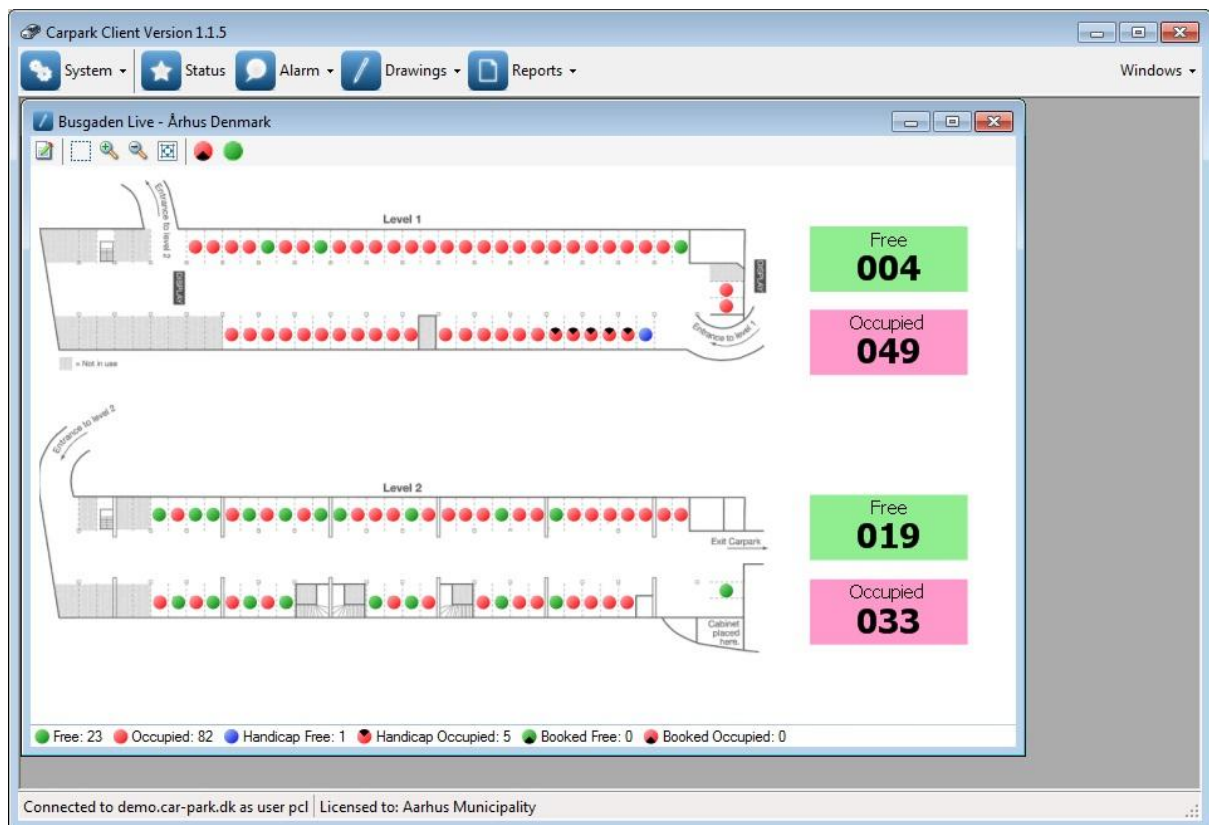 Carpark Client Version 1.1.5
System Status Alarm Drawings Reports Windows
Busgaden Live - Århus Denmark
Entrance to level 2
Level 1
DISPLAY
DISPLAY
Free
004
Occupied
049
Entrance to level 1
= Not in use
Entrance to level 2
Level 2
Exit Carpark
Free
019
Occupied
033
Cabinet
placed
here.
Free: 23 Occupied: 82 Handicap Free: 1 Handicap Occupied: 5 Booked Free: 0 Booked Occupied: 0
Connected to demo.car-park.dk as user pcl Licensed to: Aarhus Municipality